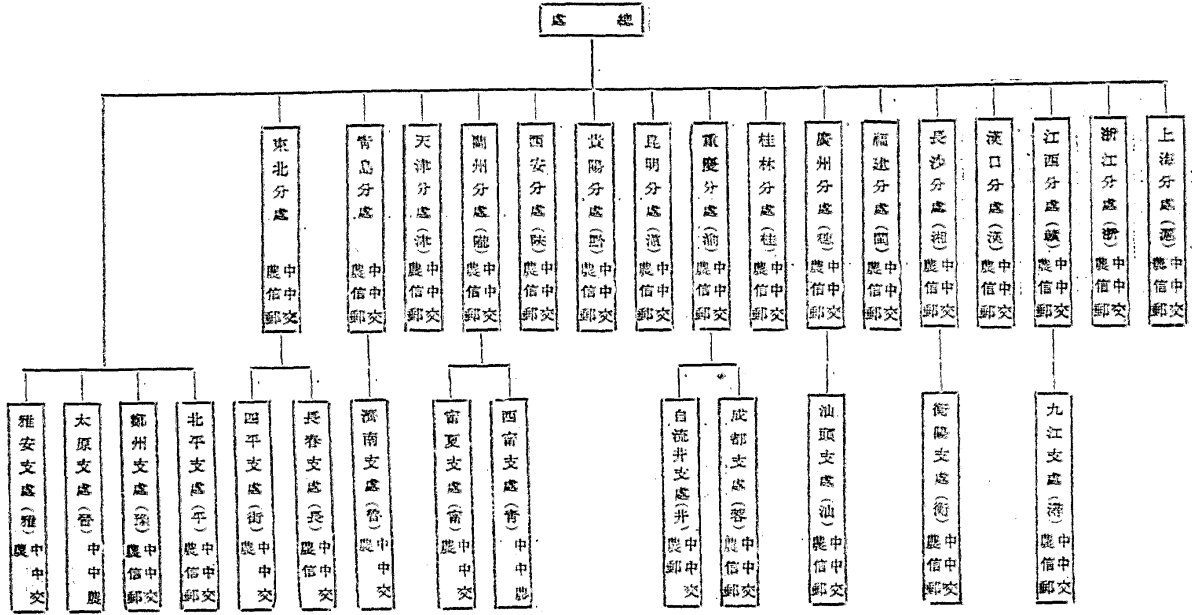 總處
上海分處(滬)
中中交
農信郵
浙江分處(浙)
中中交
農信郵
江西分處(贛)
中中交
農信郵
漢口分處(漢)
中中交
農信郵
長沙分處(湘)
中中交
農信郵
福建分處(閩)
中中交
農信郵
廣州分處(穗)
中中交
農信郵
桂林分處(桂)
中中交
農信郵
重慶分處(渝)
中中交
農信郵
昆明分處(滇)
中中交
農信郵
貴陽分處(黔)
中中交
農信郵
西安分處(陝)
中中交
農信郵
蘭州分處(隴)
中中交
農信郵
天津分處(津)
中中交
農信郵
青島分處
中中交
農信郵
東北分處
中中交
農信郵
九江支處(潯)
中中交
農信郵
衡陽支處(衡)
中中交
農信郵
汕頭支處(汕)
中中交
農信郵
成都支處(蓉)
中中交
農信郵
自流井支處(井)
中中交
農郵
西甯支處(青)
中中農
甯夏支處(甯)
中中交
農
濟南支處(魯)
中中交
農
長春支處(長)
中中交
農信
四平支處(街)
中中交
農
北平支處(平)
中中交
農信郵
鄭州支處(豫)
中中交
農信郵
太原支處(晉)
中中農
雅安支處(雅)
中中交
農